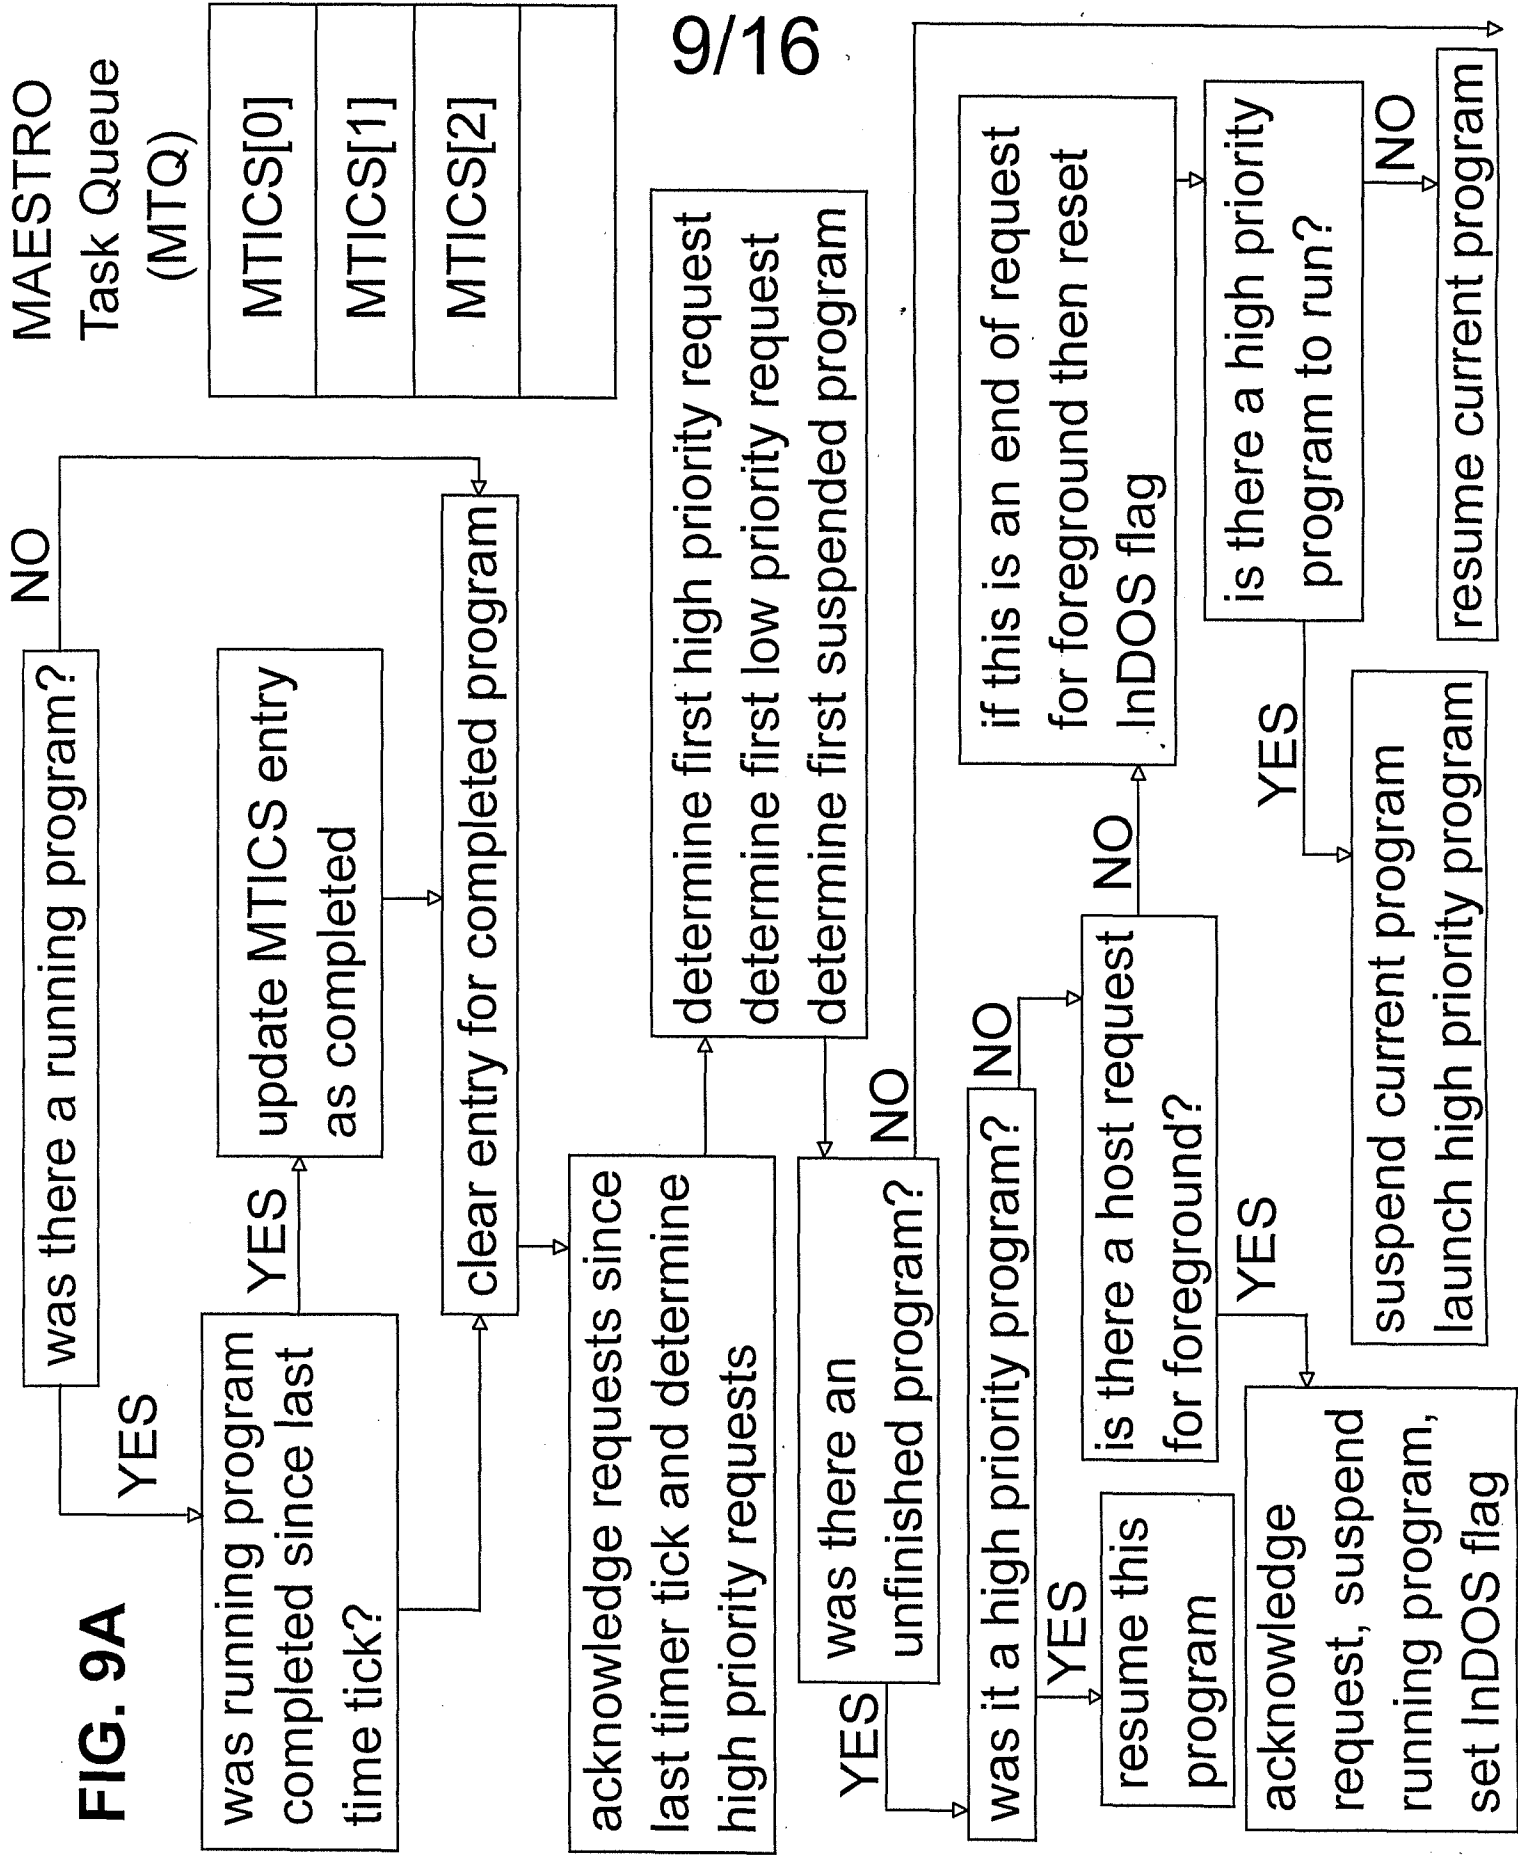 FIG. 9A
was there a running program?
NO
YES
MAESTRO
Task Queue
(MTQ)
MTICS[0]
MTICS[1]
MTICS[2]
was running program
completed since last
time tick?
YES
update MTICS entry
as completed
clear entry for completed program
acknowledge requests since
last timer tick and determine
high priority requests
determine first high priority request
determine first low priority request
determine first suspended program
9/16
was there an
unfinished program?
NO
YES
was it a high priority program?
NO
YES
resume this
program
is there a host request
for foreground?
NO
YES
acknowledge
request, suspend
running program,
set InDOS flag
if this is an end of request
for foreground then reset
InDOS flag
is there a high priority
program to run?
YES
NO
suspend current program
launch high priority program
resume current program